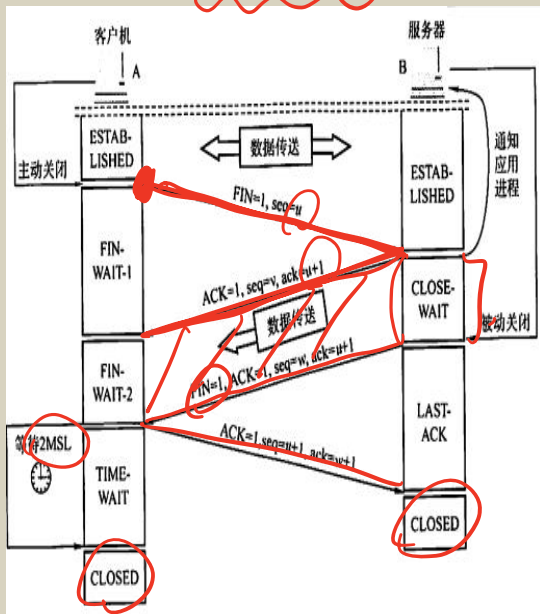 客户机
服务器
A
B
ESTAB-
LISHED
数据传送
通知
应用
进程
主动关闭
ESTAB-
LISHED
FIN=1, seq=u
FIN-
WAIT-1
ACK=1, seq=v, ack=u+1
CLOSE-
WAIT
数据传送
被动关闭
FIN-
WAIT-2
FIN=1, ACK=1, seq=w, ack=u+1
LAST-
ACK
等待2MSL
ACK=1,seq=u+1, ack=w+1
TIME-
WAIT
CLOSED
CLOSED